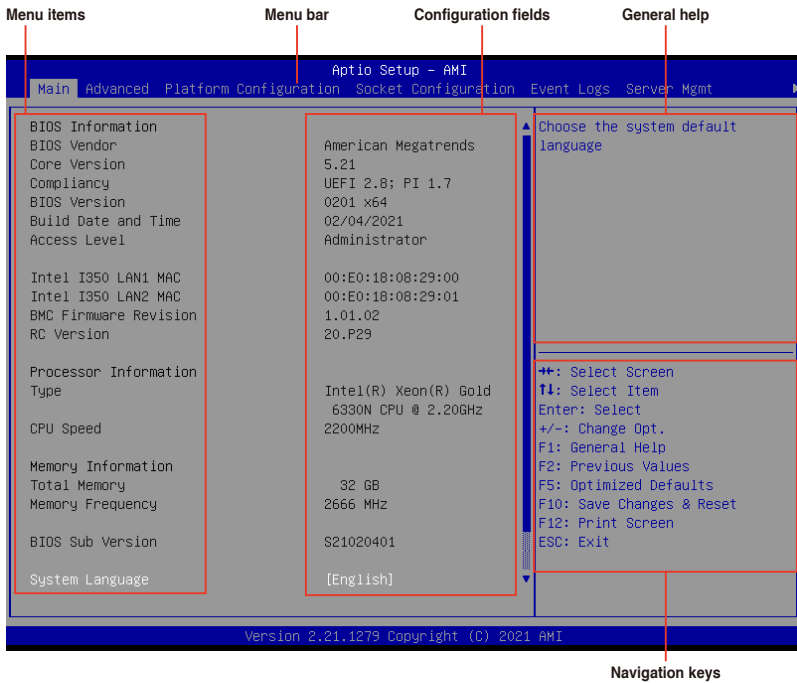 Menu items Menu bar Configuration fields General help
Aptio Setup – AMI
Main Advanced Platform Configuration Socket Configuration Event Logs Server Mgmt
BIOS Information
BIOS Vendor American Megatrends
Core Version 5.21
Compliancy UEFI 2.8; PI 1.7
BIOS Version 0201 x64
Build Date and Time 02/04/2021
Access Level Administrator
Intel I350 LAN1 MAC 00:E0:18:08:29:00
Intel I350 LAN2 MAC 00:E0:18:08:29:01
BMC Firmware Revision 1.01.02
RC Version 20.P29
Processor Information
Type Intel(R) Xeon(R) Gold
6330N CPU @ 2.20GHz
CPU Speed 2200MHz
Memory Information
Total Memory 32 GB
Memory Frequency 2666 MHz
BIOS Sub Version S21020401
System Language [English]
Choose the system default
language
→←: Select Screen
↑↓: Select Item
Enter: Select
+/-: Change Opt.
F1: General Help
F2: Previous Values
F5: Optimized Defaults
F10: Save Changes & Reset
F12: Print Screen
ESC: Exit
Version 2.21.1279 Copyright (C) 2021 AMI
Navigation keys